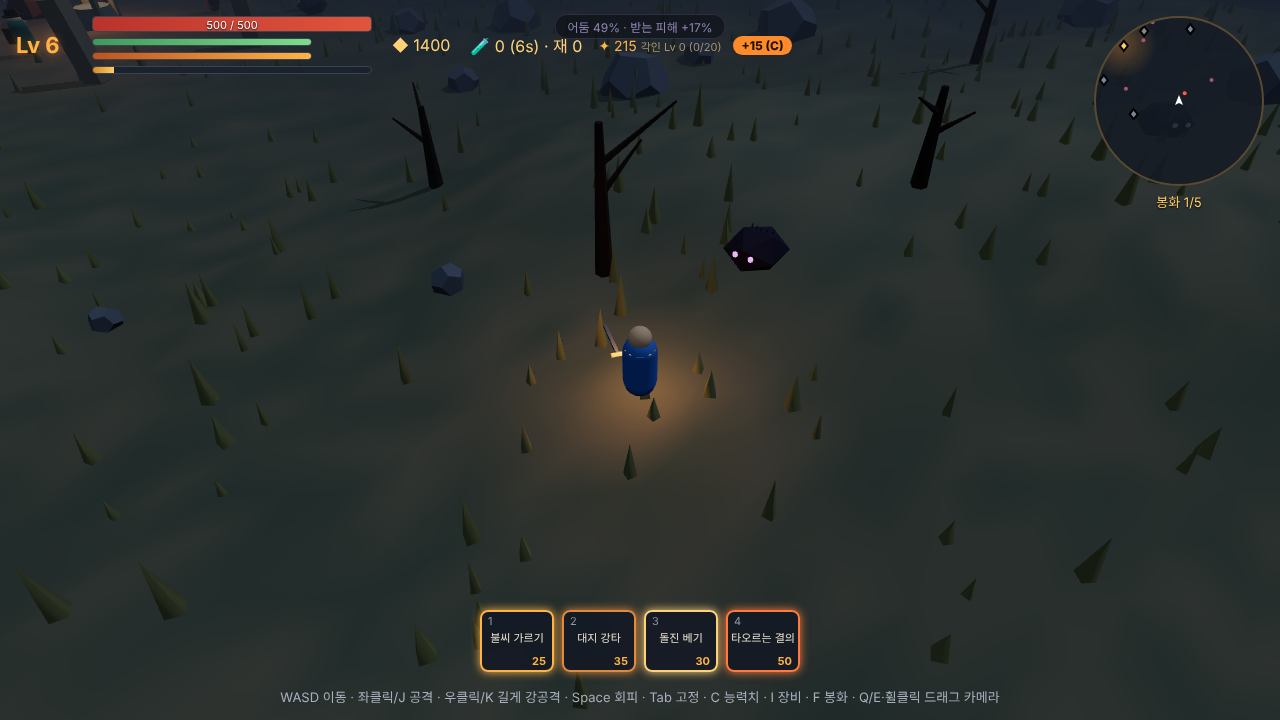 500 / 500
Lv 6
어둠 49% · 받는 피해 +17%
1400
0 (6s) · 재 0
215 각인 Lv 0 (0/20)
+15 (C)
봉화 1/5
1
불씨 가르기
25
2
대지 강타
35
3
돌진 베기
30
4
타오르는 결의
50
WASD 이동 · 좌클릭/J 공격 · 우클릭/K 길게 강공격 · Space 회피 · Tab 고정 · C 능력치 · I 장비 · F 봉화 · Q/E·휠클릭 드래그 카메라